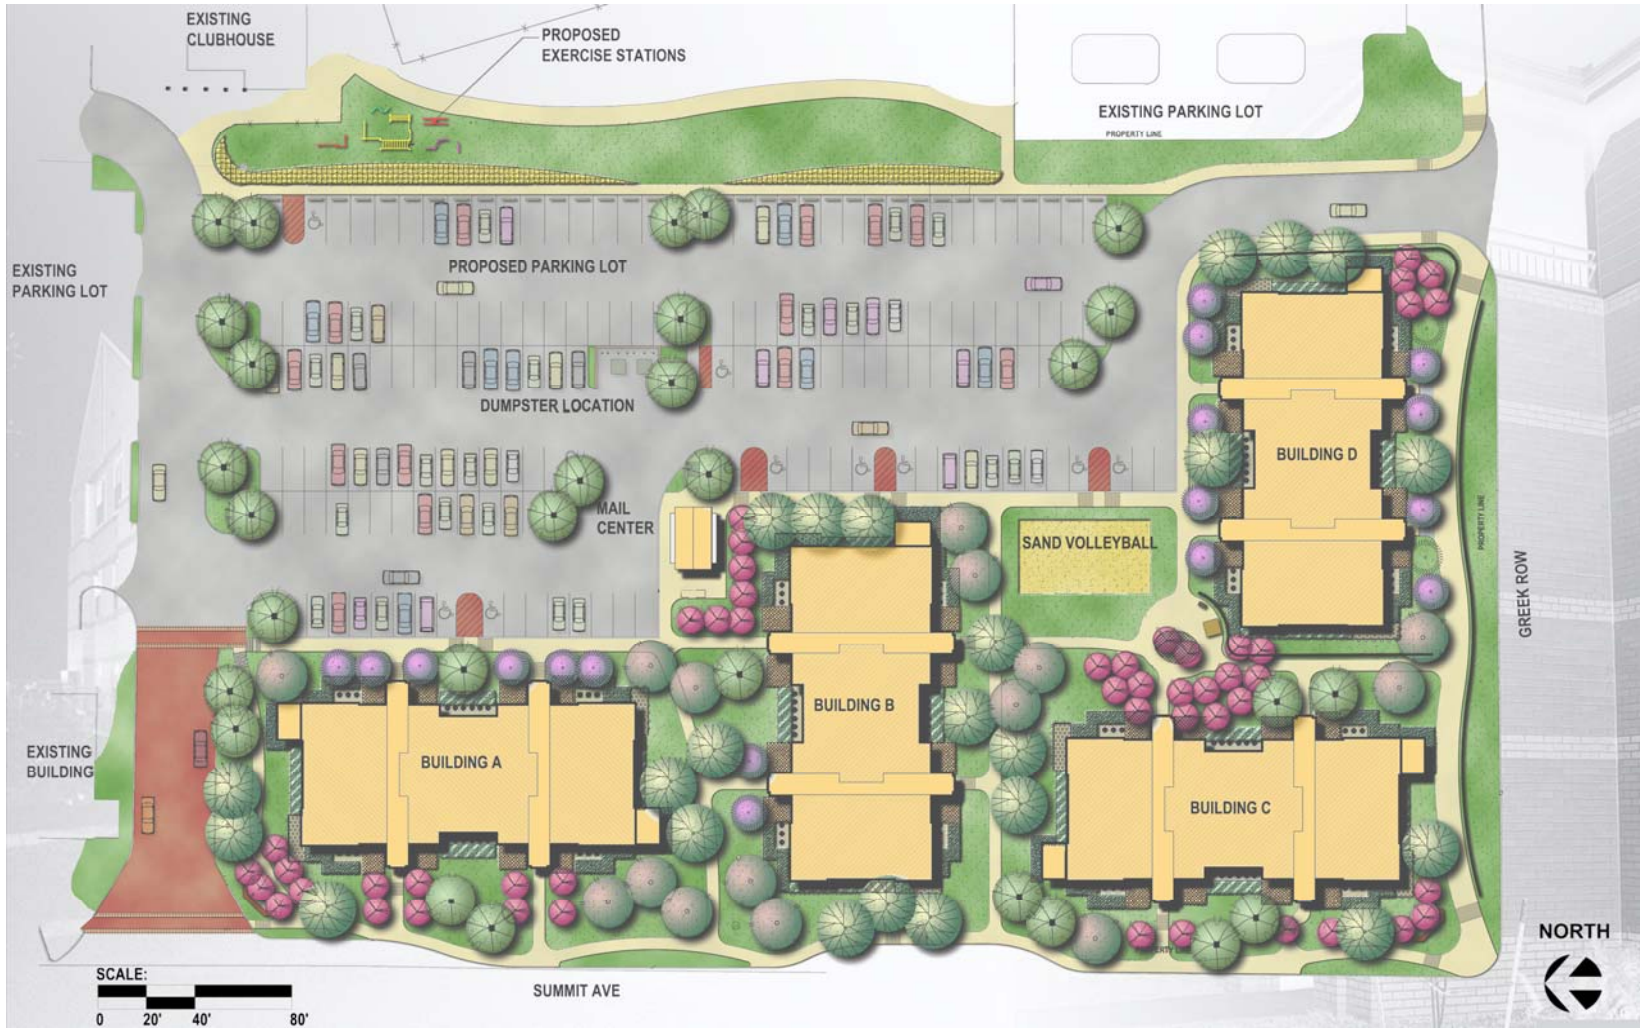 EXISTING
CLUBHOUSE
PROPOSED
EXERCISE STATIONS
EXISTING PARKING LOT
PROPERTY LINE
EXISTING
PARKING LOT
PROPOSED PARKING LOT
DUMPSTER LOCATION
MAIL
CENTER
SAND VOLLEYBALL
BUILDING D
PROPERTY LINE
GREEK ROW
EXISTING
BUILDING
BUILDING A
BUILDING B
BUILDING C
PROPERTY LINE
NORTH
SCALE:
0 20' 40' 80'
SUMMIT AVE